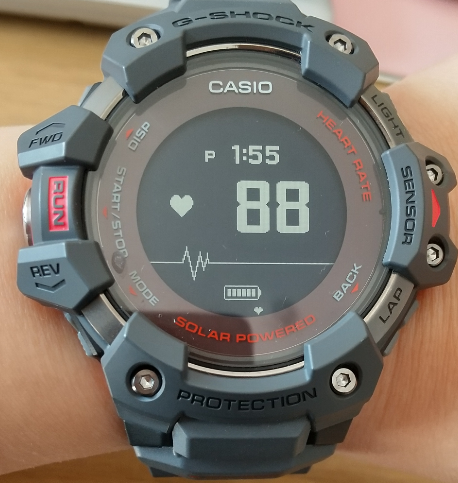 G-SHOCK
CASIO
LIGHT
FWD
DISP
HEART RATE
P 1:55
RUN
START/STOP
88
SENSOR
REV
MODE
BACK
LAP
SOLAR POWERED
PROTECTION